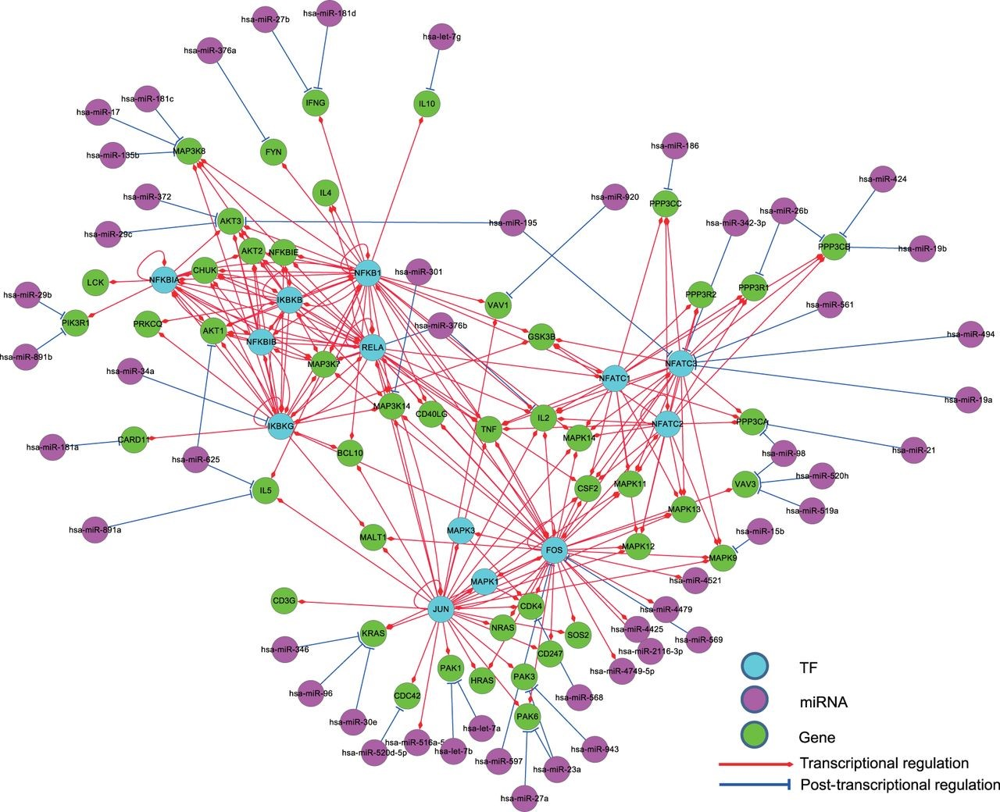 hsa-miR-181d
hsa-miR-27b
hsa-let-7g
hsa-miR-376a
hsa-miR-181c
IFNG
IL10
hsa-miR-17
hsa-miR-186
MAP3K8
FYN
hsa-miR-135b
hsa-miR-424
IL4
hsa-miR-372
hsa-miR-920
PPP3CC
hsa-miR-26b
AKT3
hsa-miR-195
hsa-miR-342-3p
hsa-miR-29c
PPP3CB
hsa-miR-19b
AKT2
NFKBIE
CHUK
NFKB1
hsa-miR-301
LCK
NFKBIA
PPP3R1
hsa-miR-29b
IKBKB
PPP3R2
VAV1
hsa-miR-561
PIK3R1
PRKCQ
hsa-miR-376b
AKT1
NFKBIB
GSK3B
hsa-miR-494
RELA
hsa-miR-891b
MAP3K7
NFATC3
hsa-miR-34a
NFATC1
hsa-miR-19a
MAP3K14
CD40LG
IL2
IKBKG
TNF
NFATC2
PPP3CA
CARD11
MAPK14
hsa-miR-181a
BCL10
hsa-miR-21
hsa-miR-625
hsa-miR-98
hsa-miR-520h
IL5
CSF2
MAPK11
VAV3
MAPK13
hsa-miR-519a
hsa-miR-891a
MAPK3
hsa-miR-15b
MALT1
FOS
MAPK12
MAPK9
MAPK1
hsa-miR-4521
CD3G
JUN
CDK4
hsa-miR-4479
NRAS
hsa-miR-4425
KRAS
SOS2
hsa-miR-569
hsa-miR-346
CD247
hsa-miR-2116-3p
PAK1
hsa-miR-4749-5p
TF
HRAS
PAK3
hsa-miR-96
CDC42
hsa-miR-568
miRNA
PAK6
hsa-miR-30e
hsa-let-7a
Gene
hsa-miR-516a-5
hsa-miR-520d-5p
hsa-let-7b
hsa-miR-943
hsa-miR-597
hsa-miR-23a
Transcriptional regulation
Post-transcriptional regulation
hsa-miR-27a